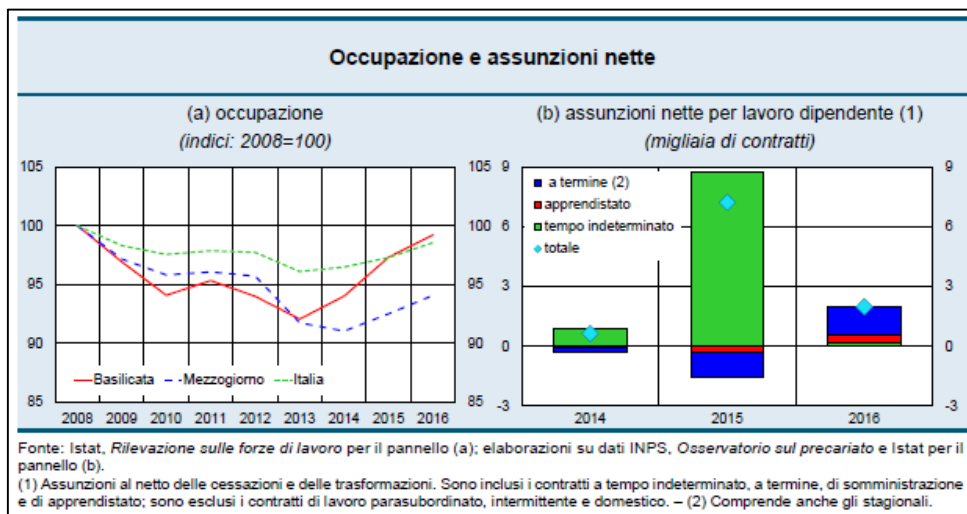 Occupazione e assunzioni nette
(a) occupazione
(indici: 2008=100)
105
100
95
90
85
105
100
95
90
85
Basilicata
Mezzogiorno
Italia
2008 2009 2010 2011 2012 2013 2014 2015 2016
(b) assunzioni nette per lavoro dipendente (1)
(migliaia di contratti)
9
6
3
0
-3
9
6
3
0
-3
a termine (2)
apprendistato
tempo indeterminato
totale
2014 2015 2016
Fonte: Istat, Rilevazione sulle forze di lavoro per il pannello (a); elaborazioni su dati INPS, Osservatorio sul precariato e Istat per il
pannello (b).
(1) Assunzioni al netto delle cessazioni e delle trasformazioni. Sono inclusi i contratti a tempo indeterminato, a termine, di somministrazione
e di apprendistato; sono esclusi i contratti di lavoro parasubordinato, intermittente e domestico. – (2) Comprende anche gli stagionali.